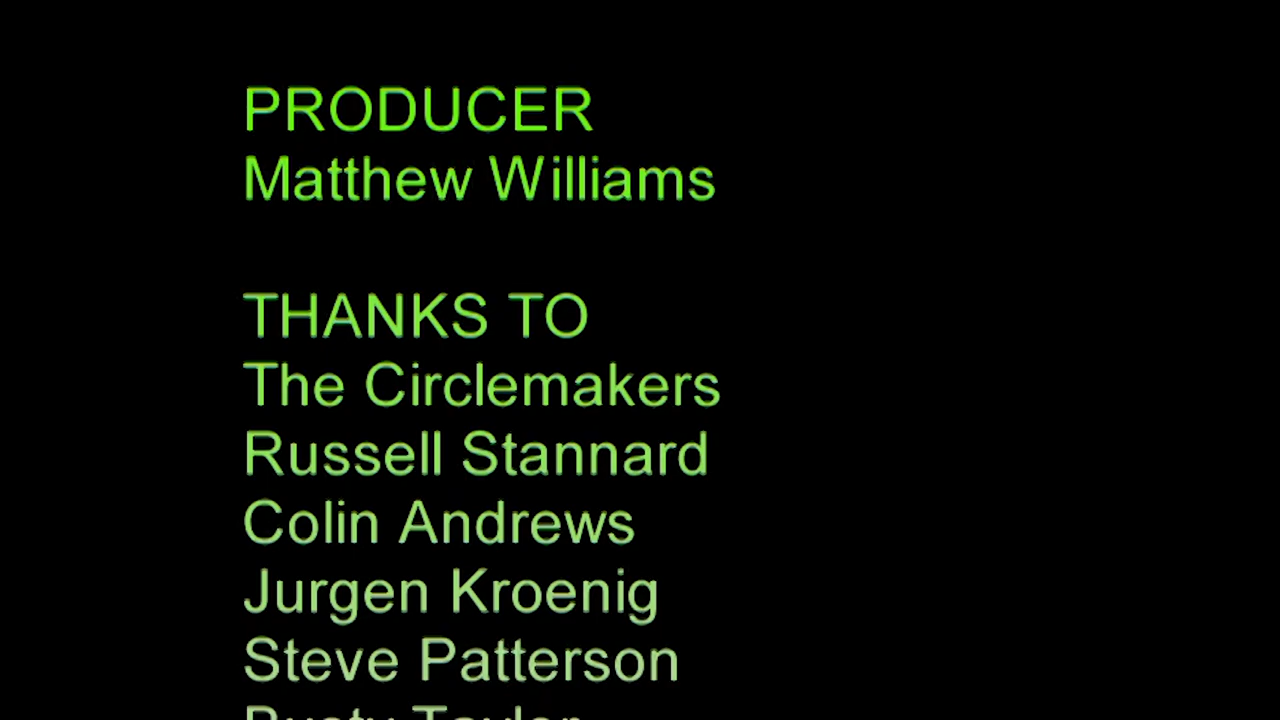 PRODUCER
Matthew Williams
THANKS TO
The Circlemakers
Russell Stannard
Colin Andrews
Jurgen Kroenig
Steve Patterson